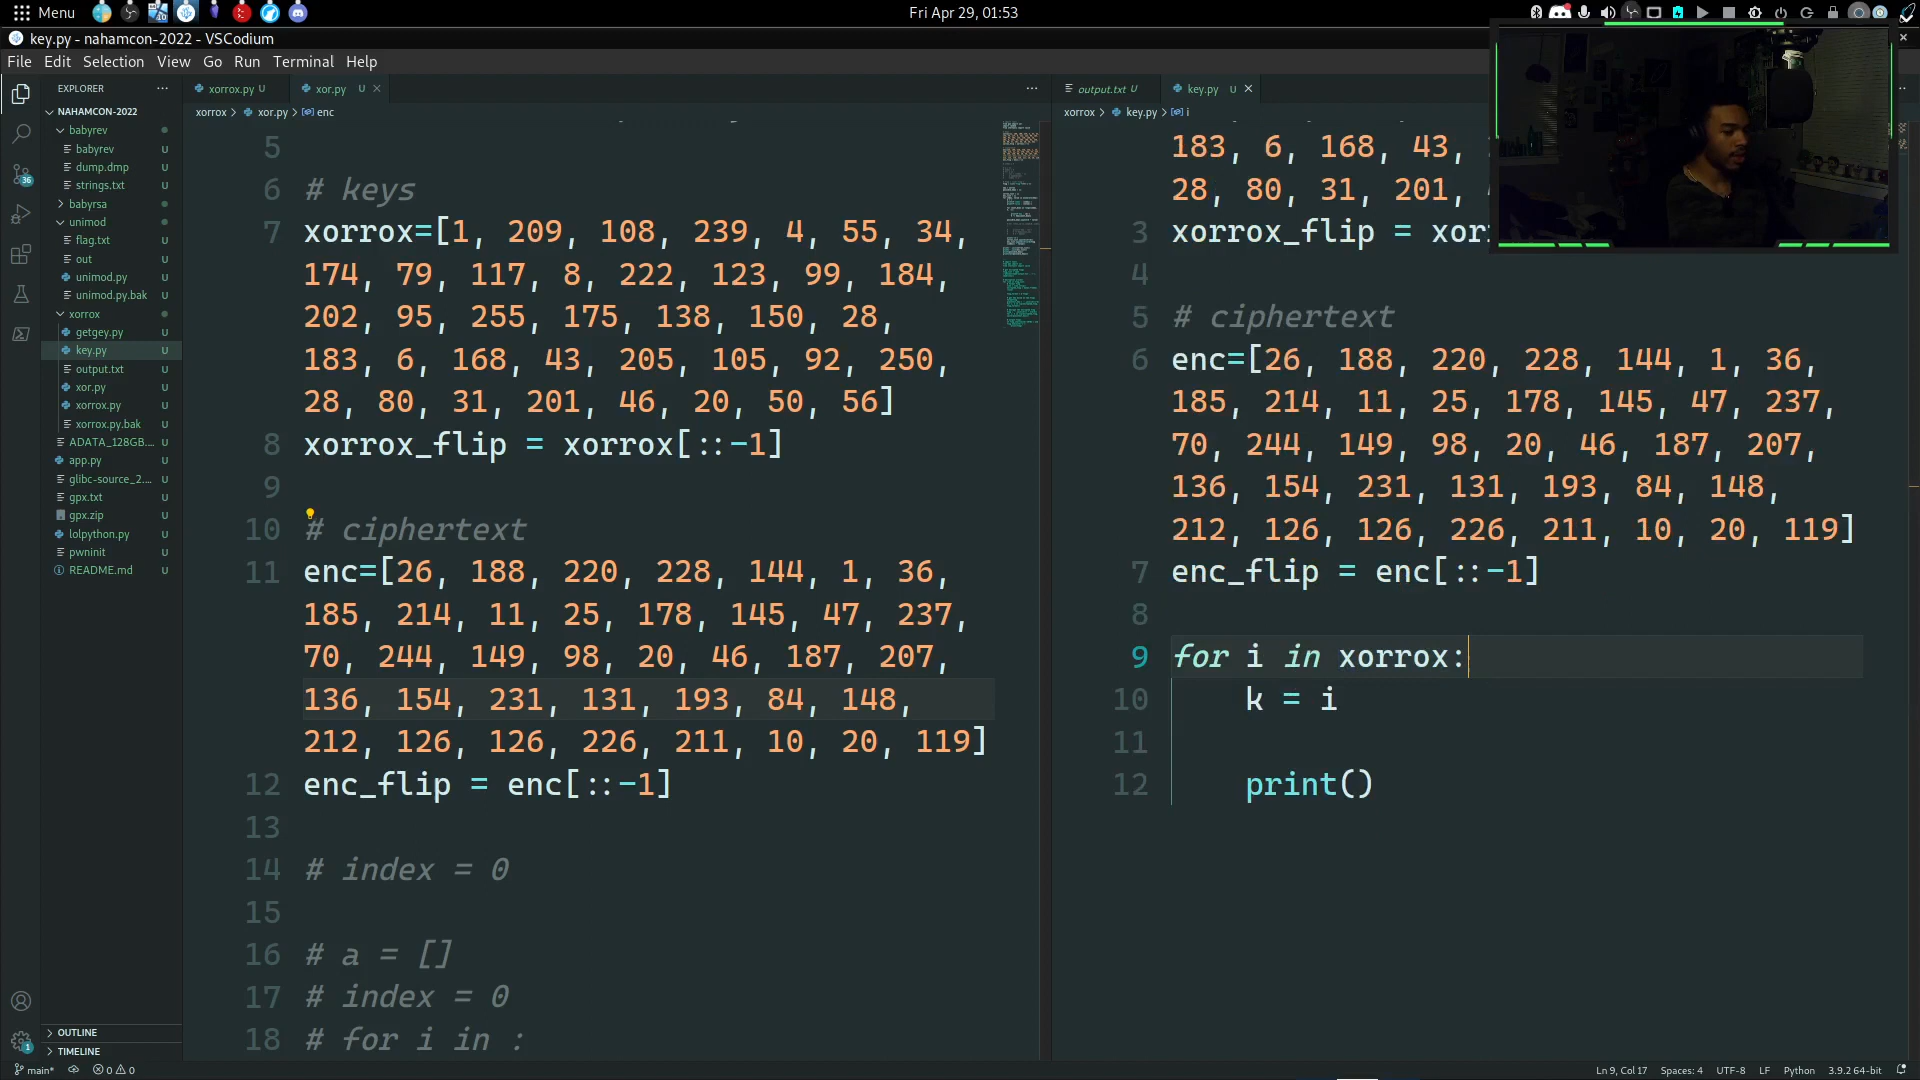 Menu
Fri Apr 29, 01:53
key.py - nahamcon-2022 - VSCodium
File Edit Selection View Go Run Terminal Help
EXPLORER ...
NAHAMCON-2022
babyrev
babyrev U
dump.dmp U
strings.txt U
babyrsa
unimod
flag.txt U
out U
unimod.py U
unimod.py.bak U
xorrox
getgey.py U
key.py U
output.txt U
xor.py U
xorrox.py U
xorrox.py.bak U
ADATA_128GB.... U
app.py U
glibc-source_2.... U
gpx.txt U
gpx.zip U
lolpython.py U
pwninit U
README.md U
OUTLINE
TIMELINE
36
1
xorrox.py U xor.py U ...
xorrox > xor.py > enc
5
6 # keys
7 xorrox=[1, 209, 108, 239, 4, 55, 34,
174, 79, 117, 8, 222, 123, 99, 184,
202, 95, 255, 175, 138, 150, 28,
183, 6, 168, 43, 205, 105, 92, 250,
28, 80, 31, 201, 46, 20, 50, 56]
8 xorrox_flip = xorrox[::-1]
9
10 # ciphertext
11 enc=[26, 188, 220, 228, 144, 1, 36,
185, 214, 11, 25, 178, 145, 47, 237,
70, 244, 149, 98, 20, 46, 187, 207,
136, 154, 231, 131, 193, 84, 148,
212, 126, 126, 226, 211, 10, 20, 119]
12 enc_flip = enc[::-1]
13
14 # index = 0
15
16 # a = []
17 # index = 0
18 # for i in :
output.txt U key.py U
xorrox > key.py > i
183, 6, 168, 43,
28, 80, 31, 201,
3 xorrox_flip = xor
4
5 # ciphertext
6 enc=[26, 188, 220, 228, 144, 1, 36,
185, 214, 11, 25, 178, 145, 47, 237,
70, 244, 149, 98, 20, 46, 187, 207,
136, 154, 231, 131, 193, 84, 148,
212, 126, 126, 226, 211, 10, 20, 119]
7 enc_flip = enc[::-1]
8
9 for i in xorrox:
10 k = i
11
12 print()
main* 0 0
Ln 9, Col 17 Spaces: 4 UTF-8 LF Python 3.9.2 64-bit